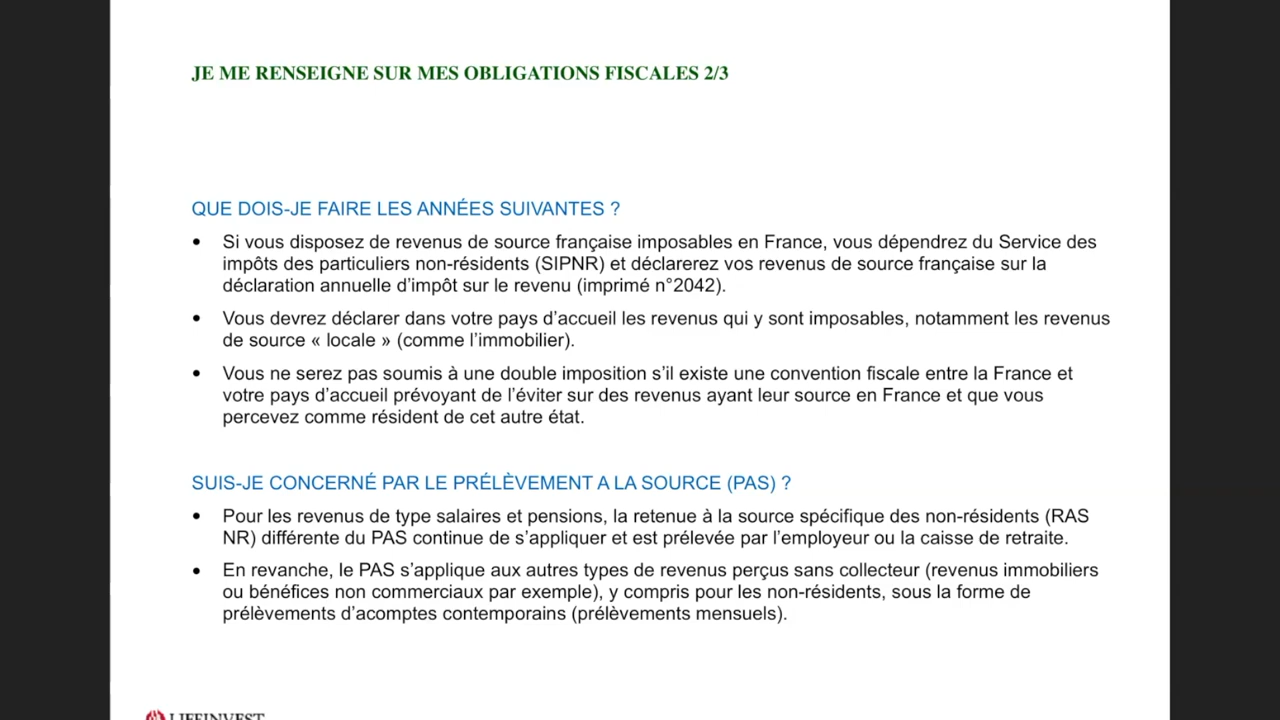 JE ME RENSEIGNE SUR MES OBLIGATIONS FISCALES 2/3
QUE DOIS-JE FAIRE LES ANNÉES SUIVANTES ?
• Si vous disposez de revenus de source française imposables en France, vous dépendrez du Service des
impôts des particuliers non-résidents (SIPNR) et déclarerez vos revenus de source française sur la
déclaration annuelle d’impôt sur le revenu (imprimé n°2042).
• Vous devrez déclarer dans votre pays d’accueil les revenus qui y sont imposables, notamment les revenus
de source « locale » (comme l’immobilier).
• Vous ne serez pas soumis à une double imposition s’il existe une convention fiscale entre la France et
votre pays d’accueil prévoyant de l’éviter sur des revenus ayant leur source en France et que vous
percevez comme résident de cet autre état.
SUIS-JE CONCERNÉ PAR LE PRÉLÈVEMENT A LA SOURCE (PAS) ?
• Pour les revenus de type salaires et pensions, la retenue à la source spécifique des non-résidents (RAS
NR) différente du PAS continue de s’appliquer et est prélevée par l’employeur ou la caisse de retraite.
• En revanche, le PAS s’applique aux autres types de revenus perçus sans collecteur (revenus immobiliers
ou bénéfices non commerciaux par exemple), y compris pour les non-résidents, sous la forme de
prélèvements d’acomptes contemporains (prélèvements mensuels).
LIFEINVEST